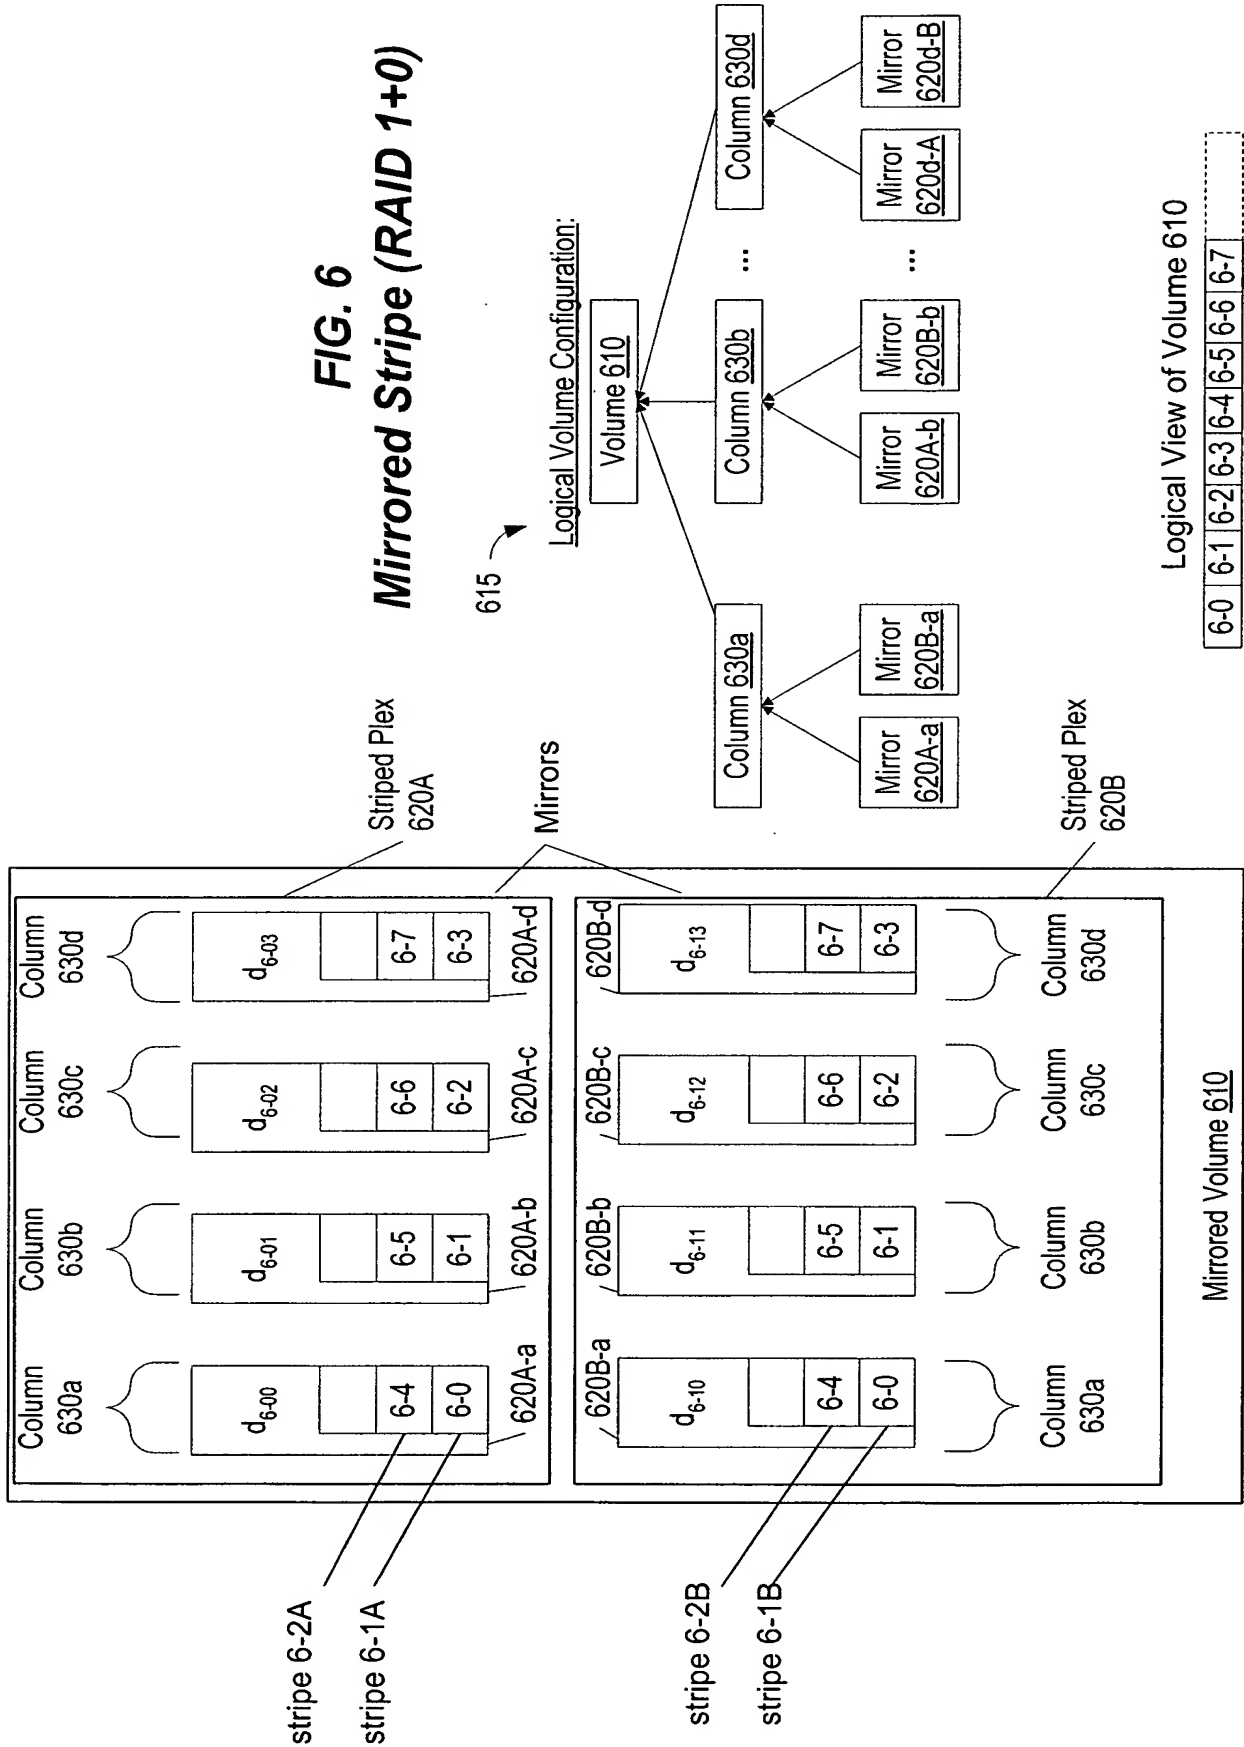 FIG. 6
Mirrored Stripe (RAID 1+0)
Column 630a
Column 630b
Column 630c
Column 630d
Striped Plex 620A
d6-00
d6-01
d6-02
d6-03
stripe 6-2A
6-4
6-5
6-6
6-7
stripe 6-1A
6-0
6-1
6-2
6-3
620A-a
620A-b
620A-c
620A-d
Mirrors
620B-a
620B-b
620B-c
620B-d
d6-10
d6-11
d6-12
d6-13
stripe 6-2B
6-4
6-5
6-6
6-7
stripe 6-1B
6-0
6-1
6-2
6-3
Column 630a
Column 630b
Column 630c
Column 630d
Striped Plex 620B
Mirrored Volume 610
615
Logical Volume Configuration:
Volume 610
Column 630a
Column 630b
...
Column 630d
Mirror 620A-a
Mirror 620B-a
Mirror 620A-b
Mirror 620B-b
...
Mirror 620d-A
Mirror 620d-B
Logical View of Volume 610
6-0 6-1 6-2 6-3 6-4 6-5 6-6 6-7